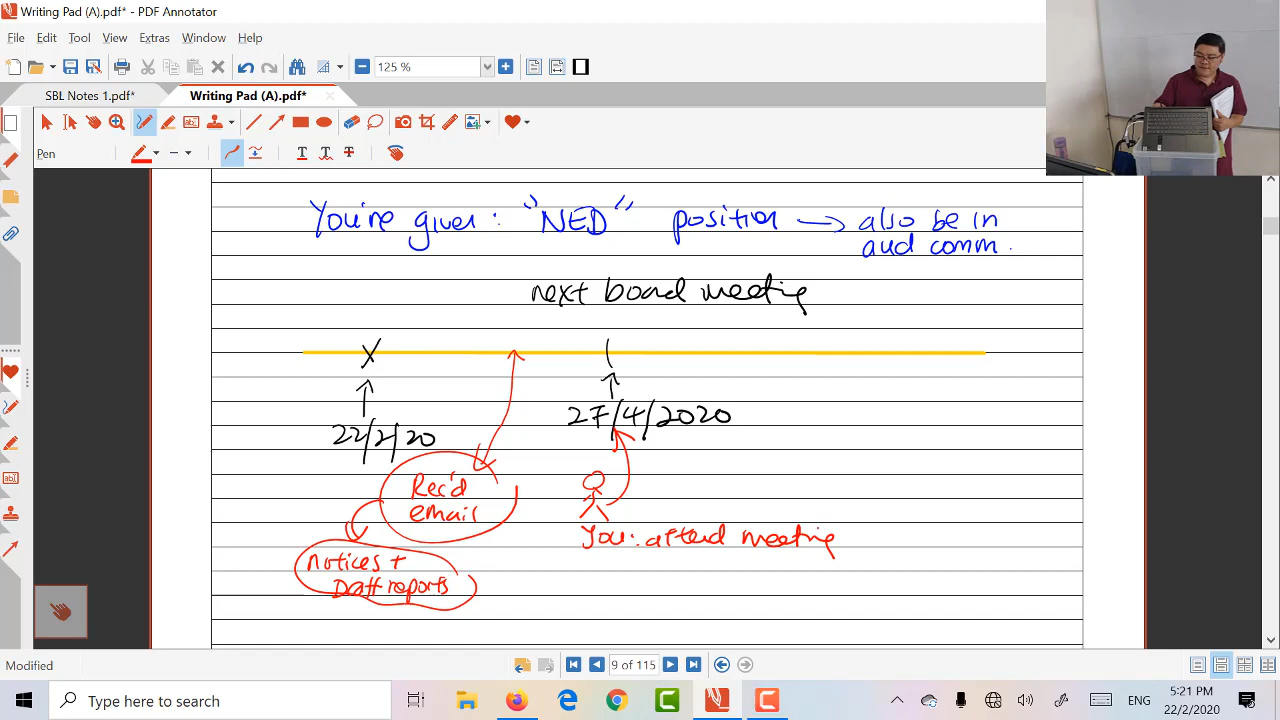 Writing Pad (A).pdf* - PDF Annotator
File Edit Tool View Extras Window Help
125 %
SBL Notes 1.pdf* Writing Pad (A).pdf*
Pen
You're given: "NED" position → also be in
aud comm.
next board meeting
X
22/2/20
27/4/2020
Rec'd
email
You: attend meeting
Notices +
Draft reports
Modified
9 of 115
Type here to search
ENG
5:21 PM
22/2/2020